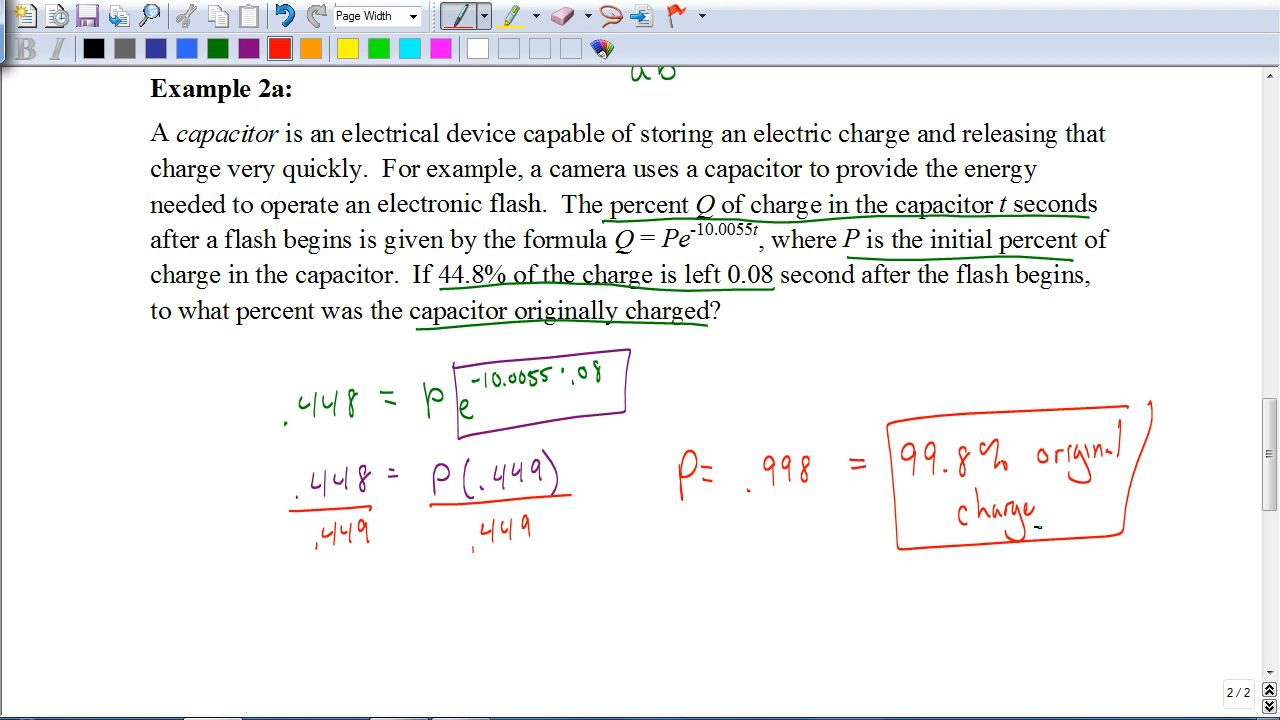 B I Page Width
ab
Example 2a:
A capacitor is an electrical device capable of storing an electric charge and releasing that
charge very quickly. For example, a camera uses a capacitor to provide the energy
needed to operate an electronic flash. The percent Q of charge in the capacitor t seconds
after a flash begins is given by the formula Q = Pe^-10.0055t, where P is the initial percent of
charge in the capacitor. If 44.8% of the charge is left 0.08 second after the flash begins,
to what percent was the capacitor originally charged?
.448 = P e^-10.0055·.08
.448 = P(.449)
.449 .449
P= .998 = 99.8% original
charge
2 / 2